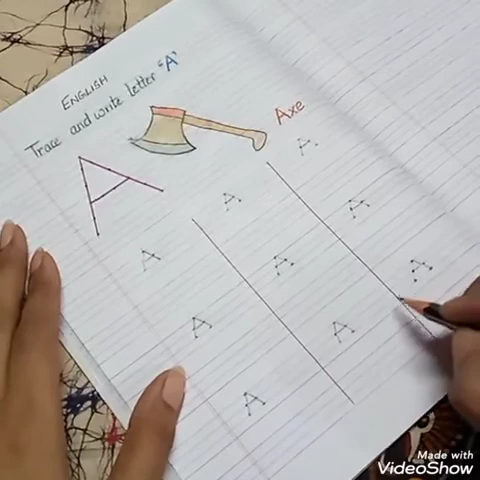 ENGLISH
Trace and write letter "A"
Axe
A
A A A
A A A
A A A
A
Made with
VideoShow